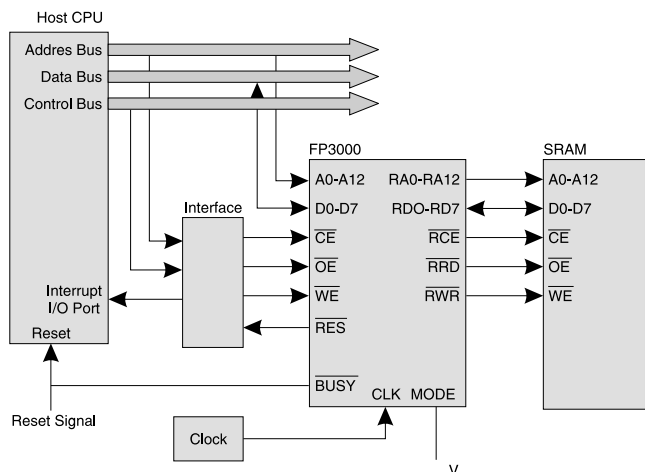 Host CPU
Addres Bus
Data Bus
Control Bus
FP3000
SRAM
A0-A12
RA0-RA12
A0-A12
D0-D7
RDO-RD7
D0-D7
Interface
CE
RCE
CE
OE
RRD
OE
WE
RWR
WE
Interrupt
I/O Port
RES
Reset
BUSY
CLK
MODE
Reset Signal
Clock
V